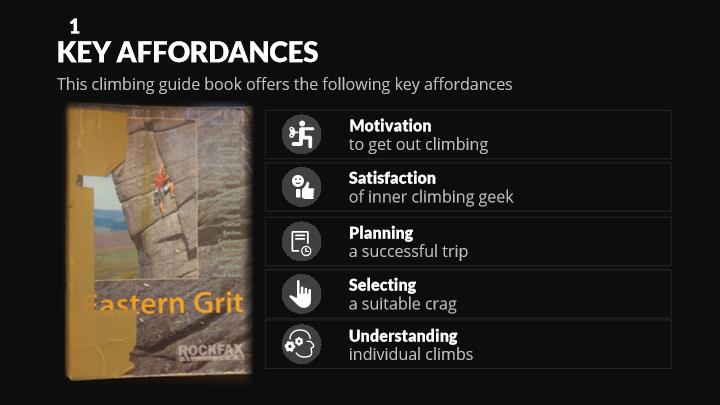 1
KEY AFFORDANCES
This climbing guide book offers the following key affordances
Motivation
to get out climbing
Satisfaction
of inner climbing geek
Planning
a successful trip
Selecting
a suitable crag
Understanding
individual climbs
Eastern Grit
ROCKFAX